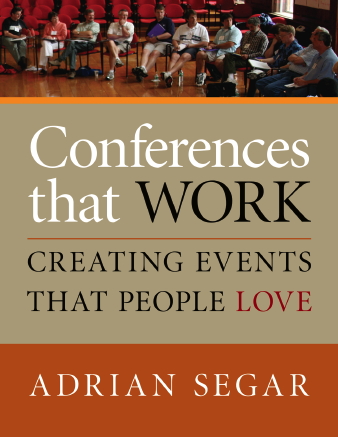 Conferences
that WORK
CREATING EVENTS
THAT PEOPLE LOVE
ADRIAN SEGAR